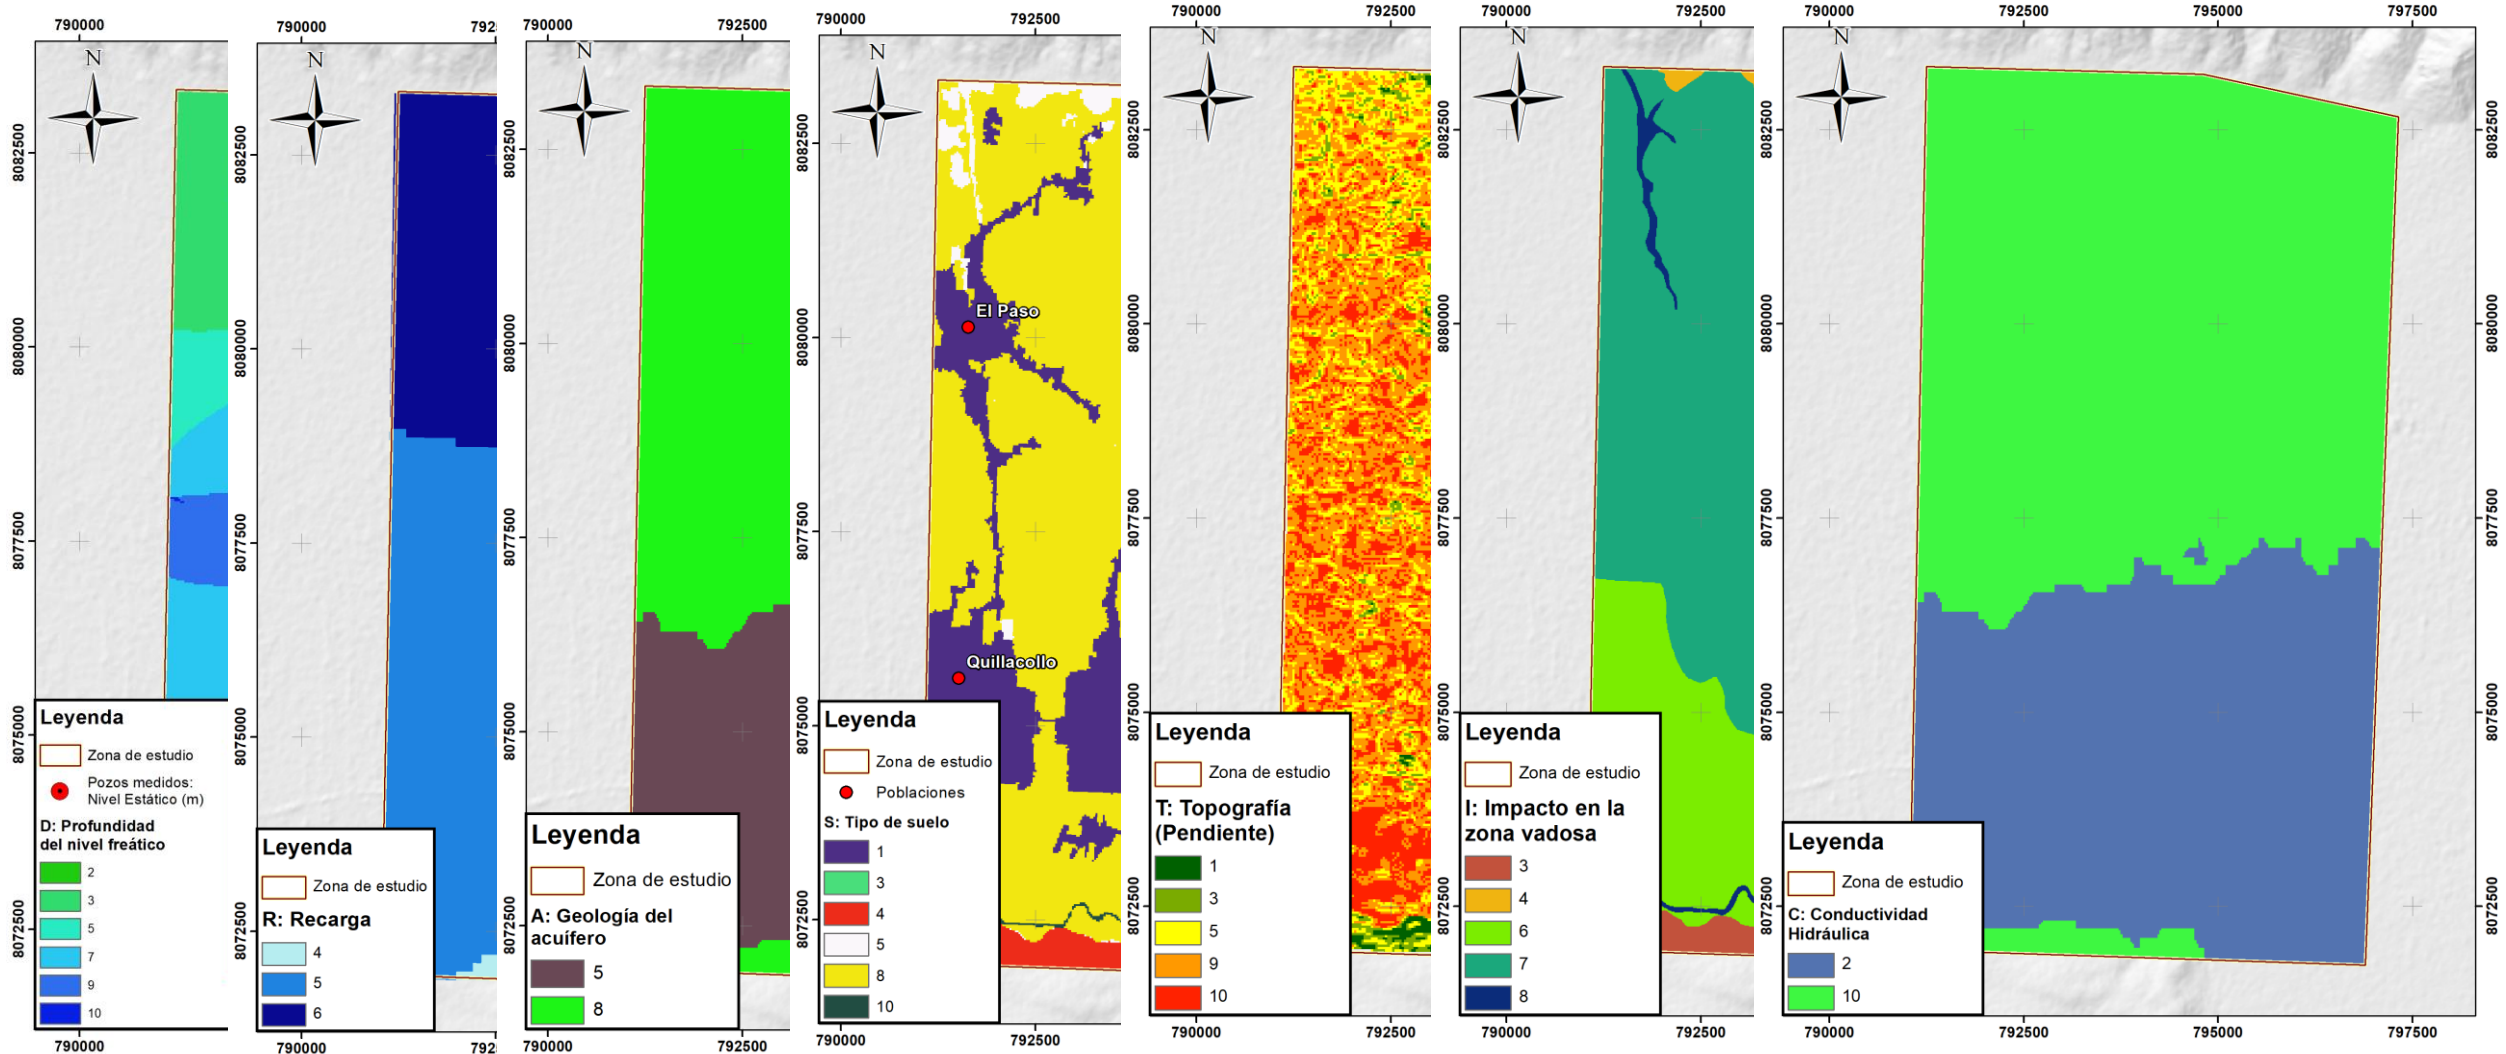 790000
N
8082500
8080000
8077500
8075000
8072500
Leyenda
Zona de estudio
Pozos medidos:
Nivel Estático (m)
D: Profundidad
del nivel freático
2
3
5
7
9
10
790000
790000
N
8082500
8080000
8077500
8075000
8072500
Leyenda
Zona de estudio
R: Recarga
4
5
6
790000
790000 792500
N
8082500
8080000
8077500
8075000
8072500
Leyenda
Zona de estudio
A: Geología del
acuífero
5
8
790000 792500
790000 792500
N
8082500
8080000
8077500
8075000
8072500
El Paso
Quillacollo
Leyenda
Zona de estudio
Poblaciones
S: Tipo de suelo
1
3
4
5
8
10
790000 792500
790000 792500
N
8082500
8080000
8077500
8075000
8072500
Leyenda
Zona de estudio
T: Topografía
(Pendiente)
1
3
5
9
10
790000 792500
790000 792500
N
8082500
8080000
8077500
8075000
8072500
Leyenda
Zona de estudio
I: Impacto en la
zona vadosa
3
4
6
7
8
790000 792500
790000 792500 795000 797500
N
8082500 8082500
8080000 8080000
8077500 8077500
8075000 8075000
8072500 8072500
Leyenda
Zona de estudio
C: Conductividad
Hidráulica
2
10
790000 792500 795000 797500